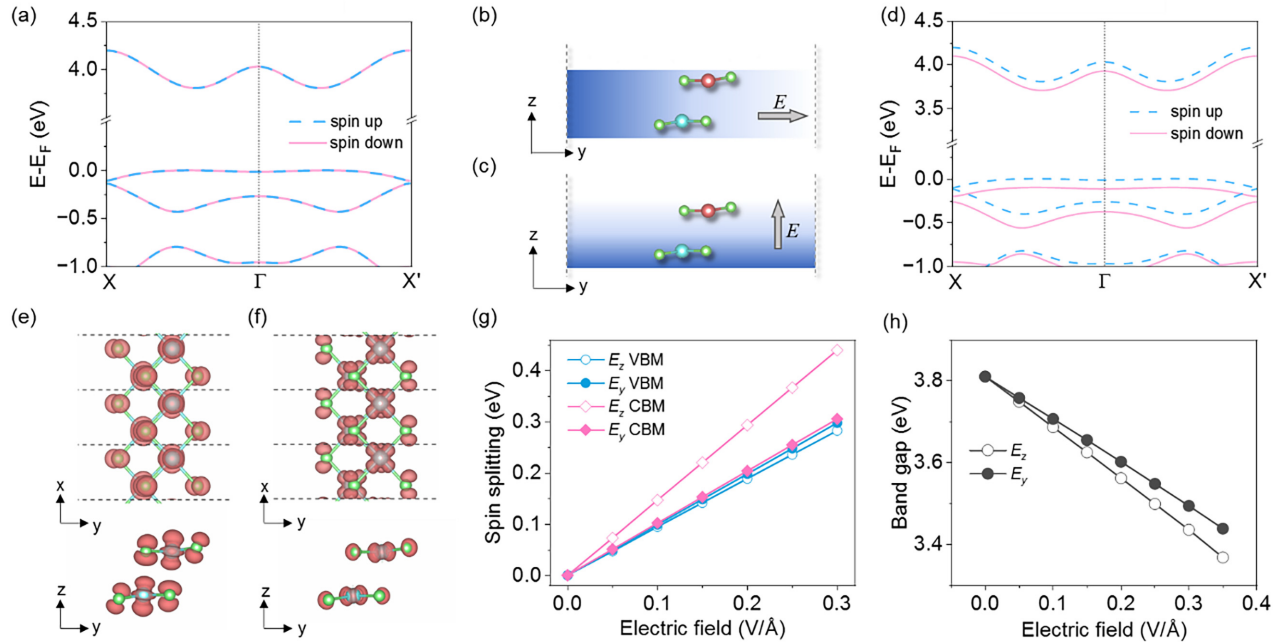 (a)
4.5
4.0
0.0
−0.5
−1.0
E-E_F (eV)
spin up
spin down
X
Γ
X'
(b)
z
y
E
(c)
z
y
E
(d)
4.5
4.0
3.5
0.0
−0.5
−1.0
E-E_F (eV)
spin up
spin down
X
Γ
X'
(e)
x
y
z
y
(f)
x
y
z
y
(g)
0.4
0.3
0.2
0.1
0.0
Spin splitting (eV)
E_z VBM
E_y VBM
E_z CBM
E_y CBM
0.0 0.1 0.2 0.3
Electric field (V/Å)
(h)
3.8
3.6
3.4
Band gap (eV)
E_z
E_y
0.0 0.1 0.2 0.3 0.4
Electric field (V/Å)